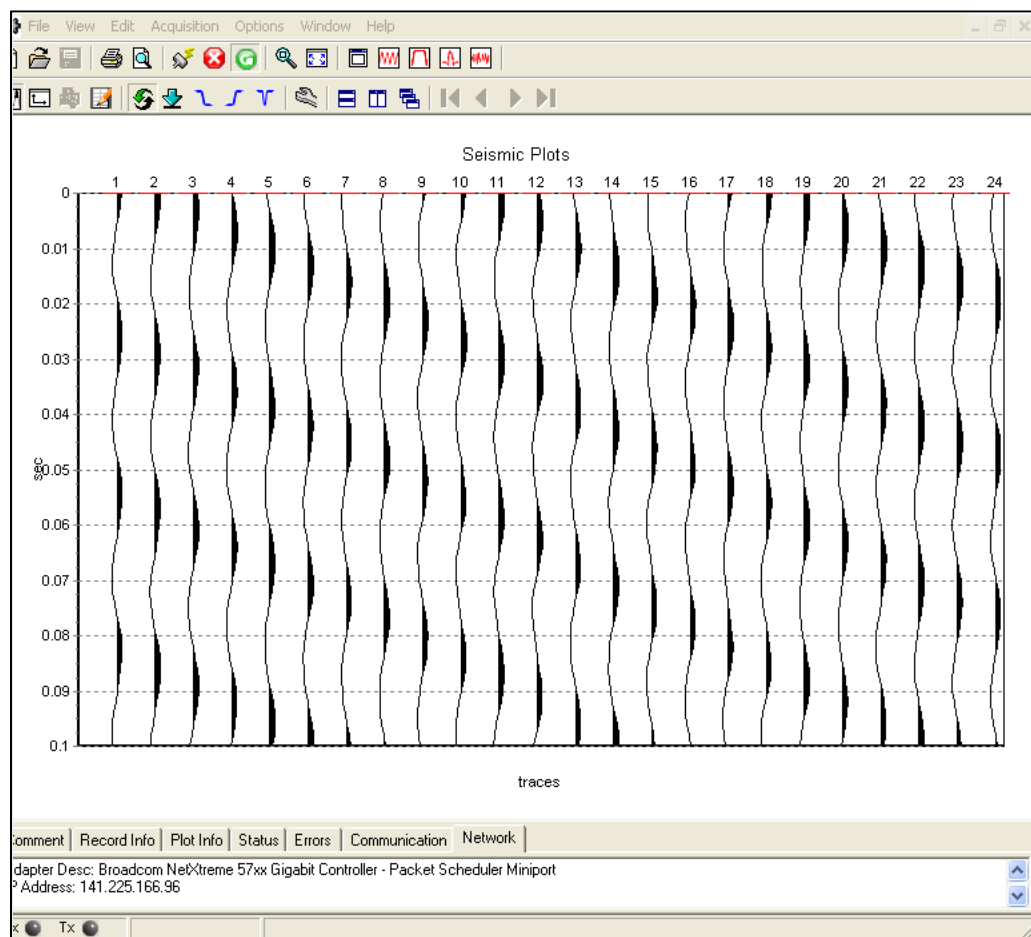 File View Edit Acquisition Options Window Help
Seismic Plots
1 2 3 4 5 6 7 8 9 10 11 12 13 14 15 16 17 18 19 20 21 22 23 24
0
0.01
0.02
0.03
0.04
0.05
0.06
0.07
0.08
0.09
0.1
sec
traces
omment Record Info Plot Info Status Errors Communication Network
dapter Desc: Broadcom NetXtreme 57xx Gigabit Controller - Packet Scheduler Miniport
P Address: 141.225.166.96
x Tx